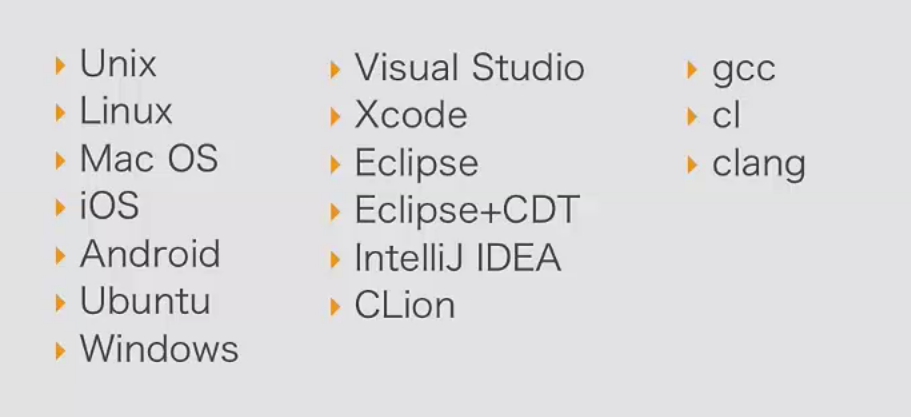 Unix
Linux
Mac OS
iOS
Android
Ubuntu
Windows
Visual Studio
Xcode
Eclipse
Eclipse+CDT
IntelliJ IDEA
CLion
gcc
cl
clang